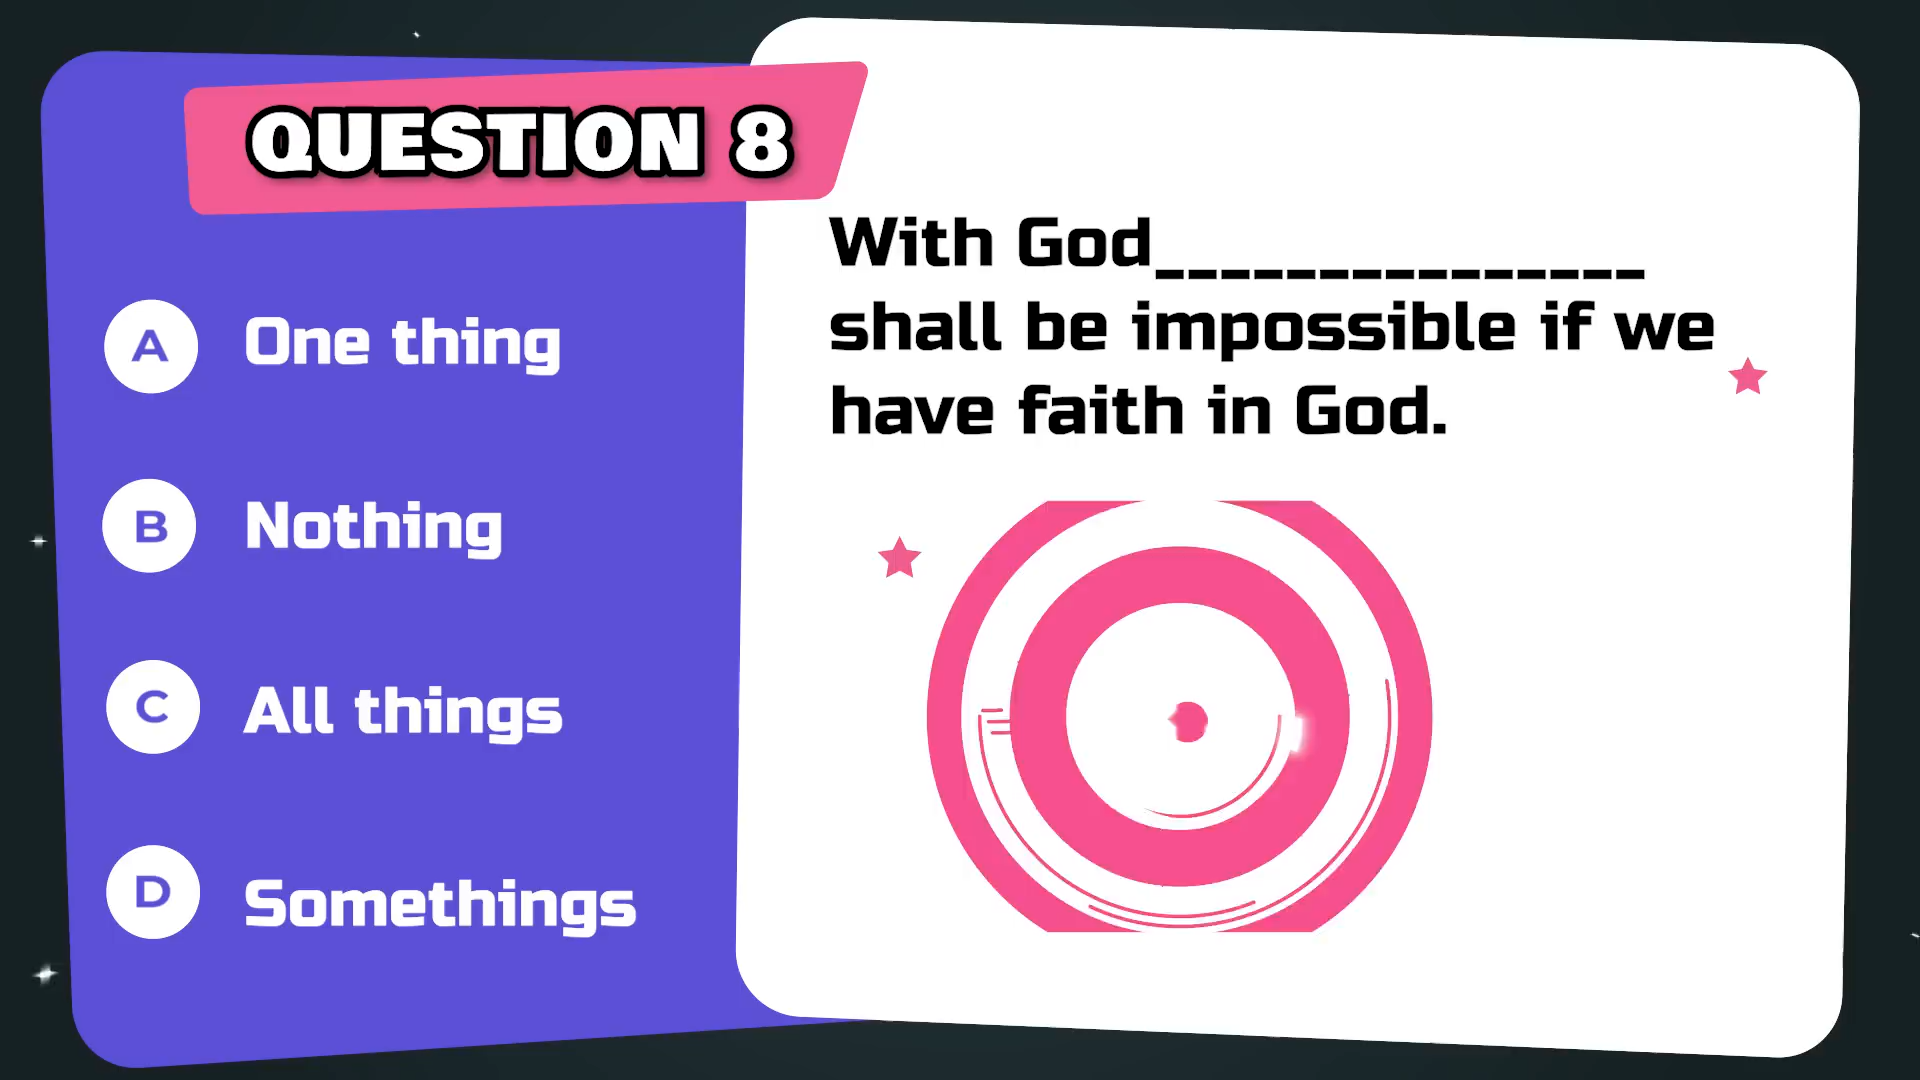 QUESTION 8
With God_______________
shall be impossible if we
have faith in God.
A One thing
B Nothing
C All things
D Somethings